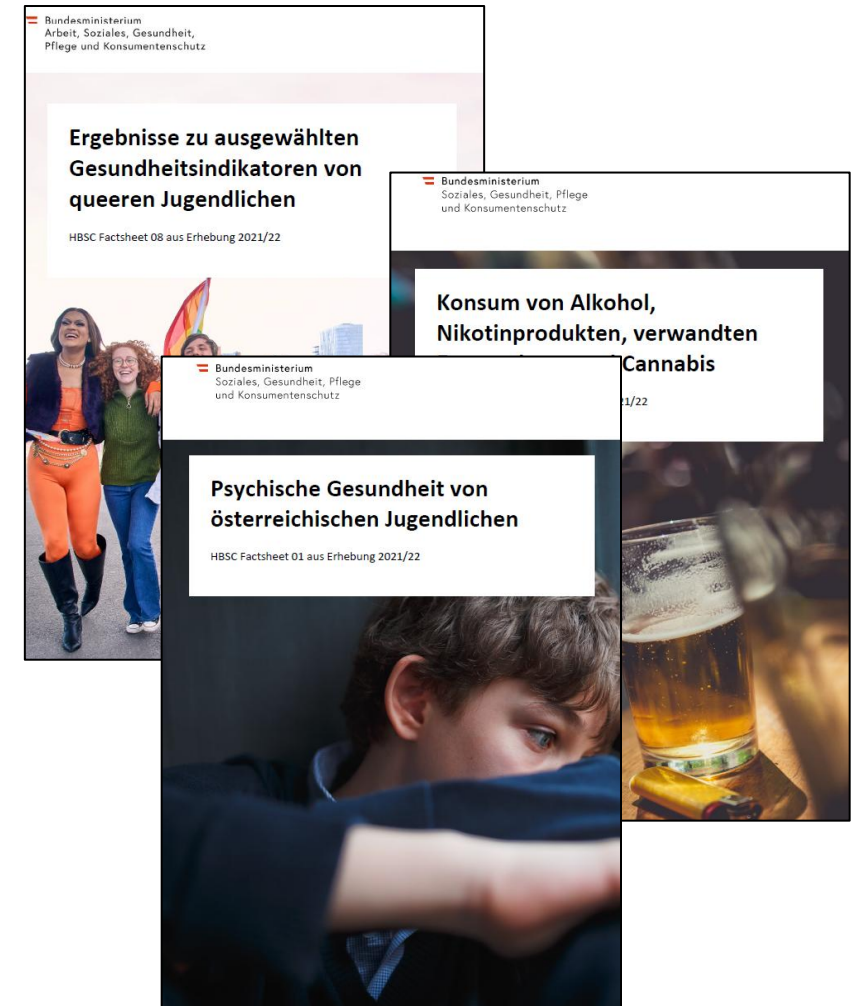 Bundesministerium
Arbeit, Soziales, Gesundheit,
Pflege und Konsumentenschutz
Ergebnisse zu ausgewählten
Gesundheitsindikatoren von
queeren Jugendlichen
HBSC Factsheet 08 aus Erhebung 2021/22
Bundesministerium
Soziales, Gesundheit, Pflege
und Konsumentenschutz
Konsum von Alkohol,
Nikotinprodukten, verwandten
Cannabis
21/22
Bundesministerium
Soziales, Gesundheit, Pflege
und Konsumentenschutz
Psychische Gesundheit von
österreichischen Jugendlichen
HBSC Factsheet 01 aus Erhebung 2021/22